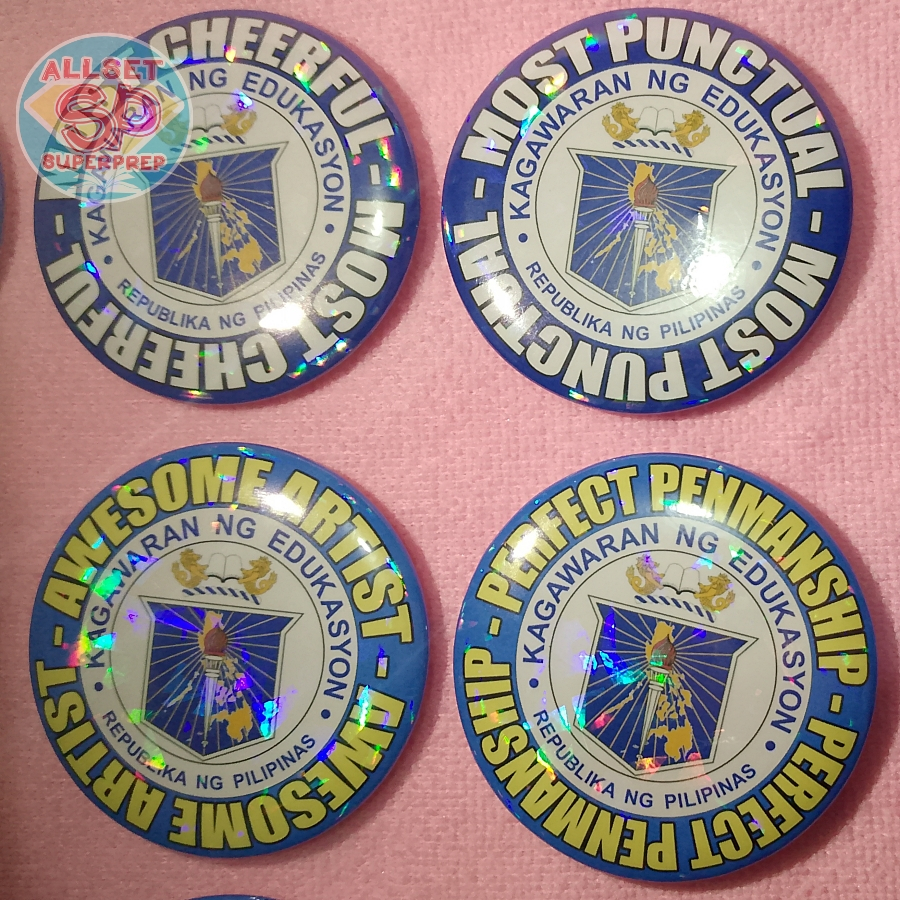 ALLSET
SP
SUPERPREP
CHEERFUL - MOST CHEERFUL -
KAGAWARAN NG EDUKASYON
REPUBLIKA NG PILIPINAS
MOST PUNCTUAL - MOST PUNCTUAL -
KAGAWARAN NG EDUKASYON
REPUBLIKA NG PILIPINAS
AWESOME ARTIST - AWESOME ARTIST -
KAGAWARAN NG EDUKASYON
REPUBLIKA NG PILIPINAS
PERFECT PENMANSHIP - PERFECT PENMANSHIP -
KAGAWARAN NG EDUKASYON
REPUBLIKA NG PILIPINAS